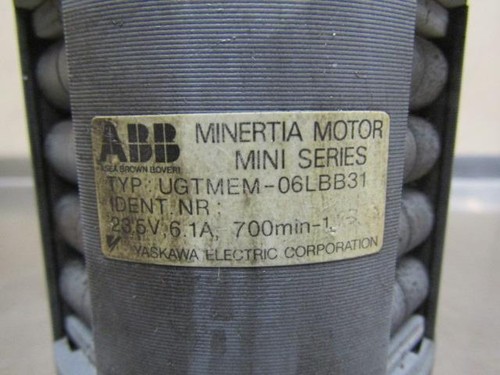 ABB MINERTIA MOTOR
ASEA BROWN BOVERI MINI SERIES
TYP: UGTMEM-06LBB31
IDENT.NR
23.5V, 6.1A, 700min-1
YASKAWA ELECTRIC CORPORATION